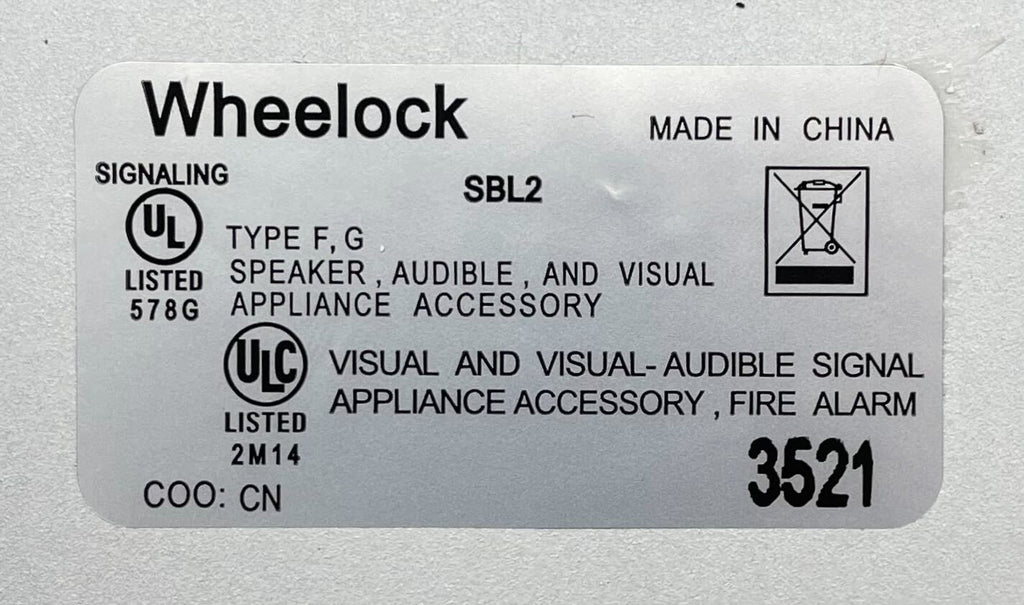 Wheelock
MADE IN CHINA
SIGNALING
SBL2
UL
LISTED
578G
TYPE F, G
SPEAKER, AUDIBLE, AND VISUAL
APPLIANCE ACCESSORY
ULC
LISTED
2M14
VISUAL AND VISUAL-AUDIBLE SIGNAL
APPLIANCE ACCESSORY, FIRE ALARM
COO: CN
3521